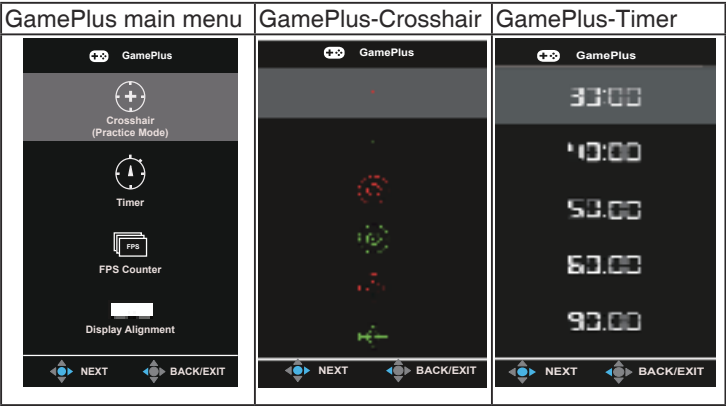 GamePlus main menu
GamePlus-Crosshair
GamePlus-Timer
GamePlus
Crosshair
(Practice Mode)
Timer
FPS
FPS Counter
Display Alignment
NEXT
BACK/EXIT
GamePlus
NEXT
BACK/EXIT
GamePlus
30:00
40:00
50:00
60:00
90:00
NEXT
BACK/EXIT